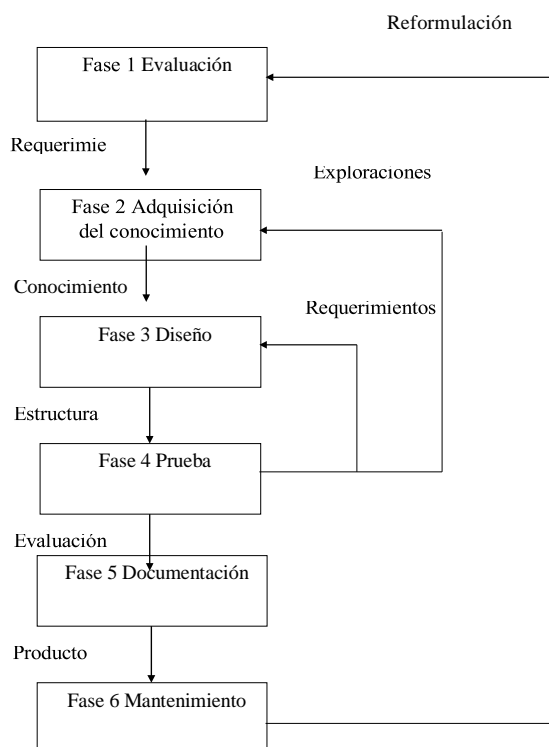 Reformulación
Fase 1 Evaluación
Requerimie
Exploraciones
Fase 2 Adquisición
del conocimiento
Conocimiento
Requerimientos
Fase 3 Diseño
Estructura
Fase 4 Prueba
Evaluación
Fase 5 Documentación
Producto
Fase 6 Mantenimiento